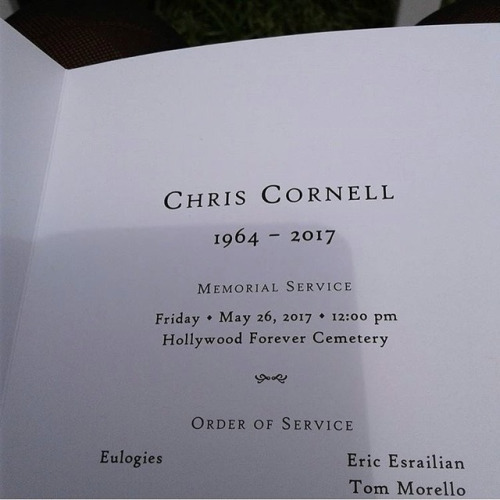 CHRIS CORNELL
1964 – 2017
MEMORIAL SERVICE
Friday • May 26, 2017 • 12:00 pm
Hollywood Forever Cemetery
ORDER OF SERVICE
Eulogies Eric Esrailian
Tom Morello